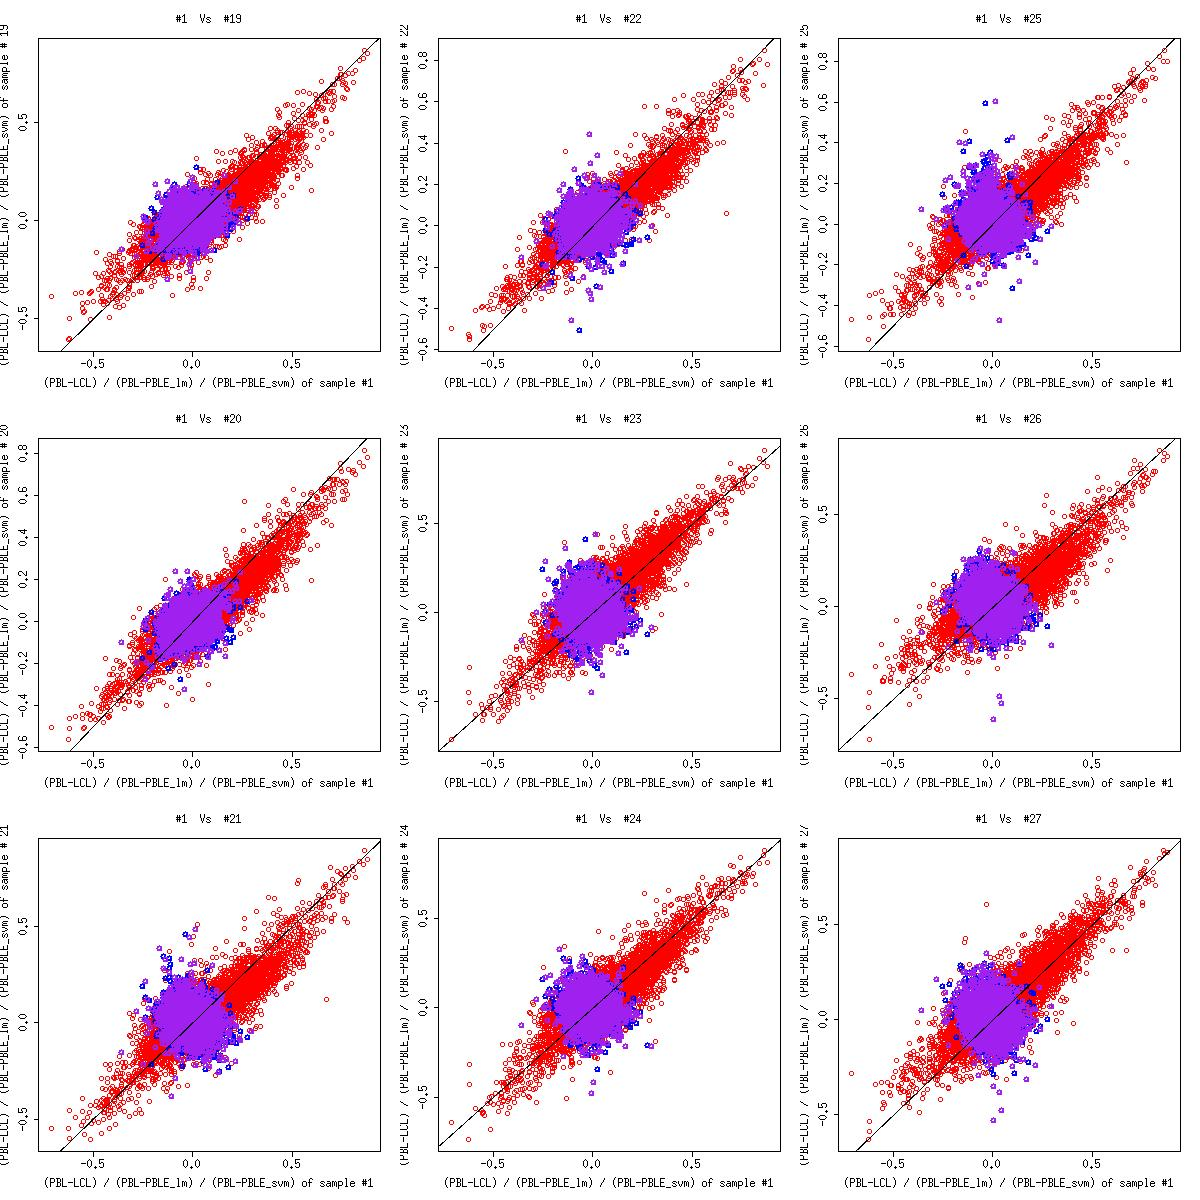 #1 Vs #19
(PBL-LCL) / (PBL-PBLE_lm) / (PBL-PBLE_svm) of sample # 19
0.5
0.0
-0.5
-0.5 0.0 0.5
(PBL-LCL) / (PBL-PBLE_lm) / (PBL-PBLE_svm) of sample #1
#1 Vs #22
(PBL-LCL) / (PBL-PBLE_lm) / (PBL-PBLE_svm) of sample # 22
0.8
0.6
0.4
0.2
0.0
-0.2
-0.4
-0.6
-0.5 0.0 0.5
(PBL-LCL) / (PBL-PBLE_lm) / (PBL-PBLE_svm) of sample #1
#1 Vs #25
(PBL-LCL) / (PBL-PBLE_lm) / (PBL-PBLE_svm) of sample # 25
0.8
0.6
0.4
0.2
0.0
-0.2
-0.4
-0.6
-0.5 0.0 0.5
(PBL-LCL) / (PBL-PBLE_lm) / (PBL-PBLE_svm) of sample #1
#1 Vs #20
(PBL-LCL) / (PBL-PBLE_lm) / (PBL-PBLE_svm) of sample # 20
0.8
0.6
0.4
0.2
0.0
-0.2
-0.4
-0.6
-0.5 0.0 0.5
(PBL-LCL) / (PBL-PBLE_lm) / (PBL-PBLE_svm) of sample #1
#1 Vs #23
(PBL-LCL) / (PBL-PBLE_lm) / (PBL-PBLE_svm) of sample # 23
0.5
0.0
-0.5
-0.5 0.0 0.5
(PBL-LCL) / (PBL-PBLE_lm) / (PBL-PBLE_svm) of sample #1
#1 Vs #26
(PBL-LCL) / (PBL-PBLE_lm) / (PBL-PBLE_svm) of sample # 26
0.5
0.0
-0.5
-0.5 0.0 0.5
(PBL-LCL) / (PBL-PBLE_lm) / (PBL-PBLE_svm) of sample #1
#1 Vs #21
(PBL-LCL) / (PBL-PBLE_lm) / (PBL-PBLE_svm) of sample # 21
0.5
0.0
-0.5
-0.5 0.0 0.5
(PBL-LCL) / (PBL-PBLE_lm) / (PBL-PBLE_svm) of sample #1
#1 Vs #24
(PBL-LCL) / (PBL-PBLE_lm) / (PBL-PBLE_svm) of sample # 24
0.5
0.0
-0.5
-0.5 0.0 0.5
(PBL-LCL) / (PBL-PBLE_lm) / (PBL-PBLE_svm) of sample #1
#1 Vs #27
(PBL-LCL) / (PBL-PBLE_lm) / (PBL-PBLE_svm) of sample # 27
0.5
0.0
-0.5
-0.5 0.0 0.5
(PBL-LCL) / (PBL-PBLE_lm) / (PBL-PBLE_svm) of sample #1